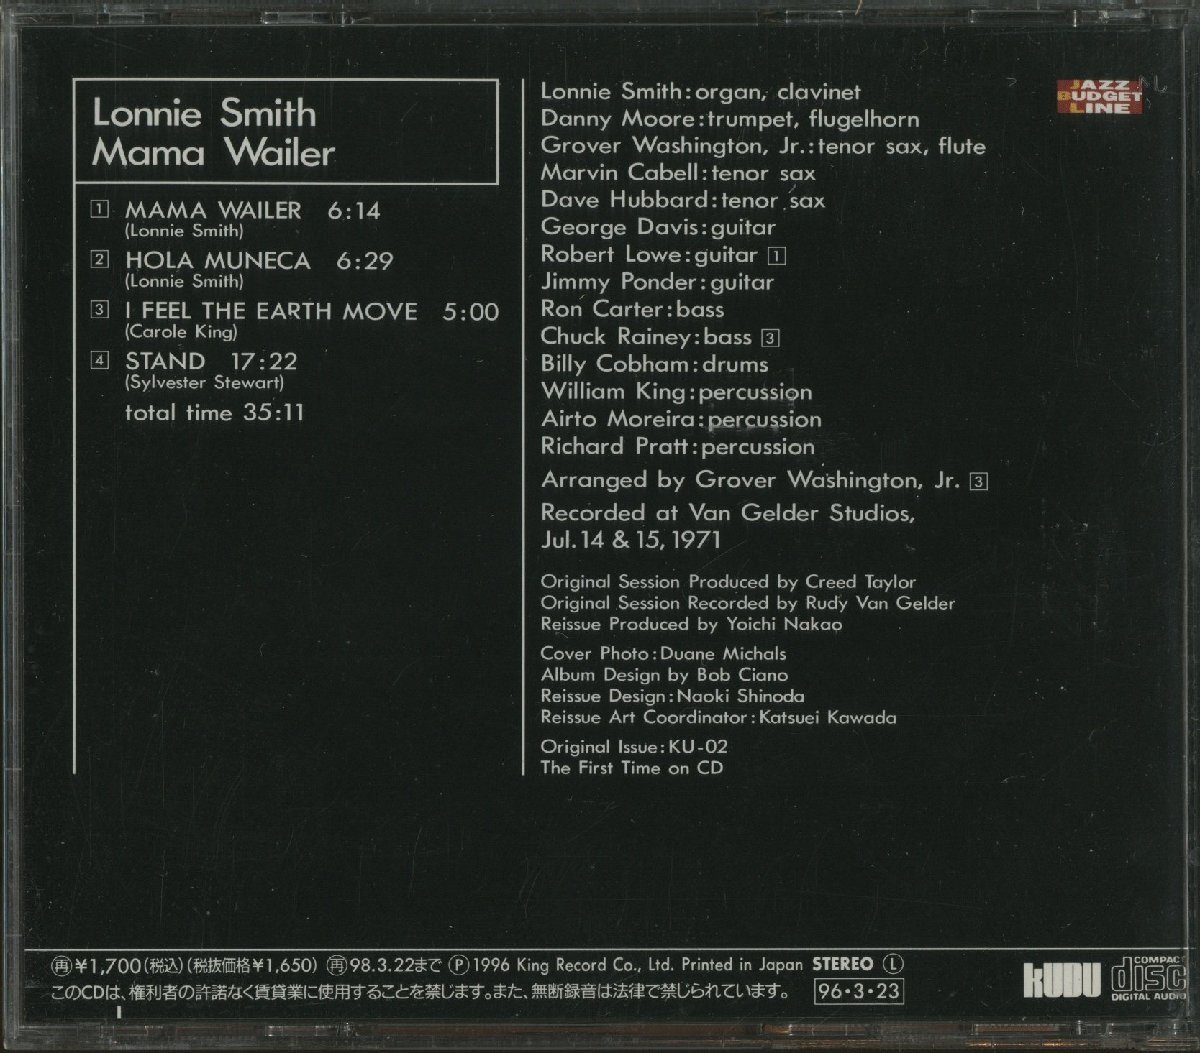 Lonnie Smith
Mama Wailer
1 MAMA WAILER 6:14
(Lonnie Smith)
2 HOLA MUNECA 6:29
(Lonnie Smith)
3 I FEEL THE EARTH MOVE 5:00
(Carole King)
4 STAND 17:22
(Sylvester Stewart)
total time 35:11
Lonnie Smith:organ, clavinet
Danny Moore:trumpet, flugelhorn
Grover Washington, Jr.:tenor sax, flute
Marvin Cabell:tenor sax
Dave Hubbard:tenor sax
George Davis:guitar
Robert Lowe:guitar 1
Jimmy Ponder:guitar
Ron Carter:bass
Chuck Rainey:bass 3
Billy Cobham:drums
William King:percussion
Airto Moreira:percussion
Richard Pratt:percussion
Arranged by Grover Washington, Jr. 3
Recorded at Van Gelder Studios,
Jul.14 & 15, 1971
Original Session Produced by Creed Taylor
Original Session Recorded by Rudy Van Gelder
Reissue Produced by Yoichi Nakao
Cover Photo:Duane Michals
Album Design by Bob Ciano
Reissue Design:Naoki Shinoda
Reissue Art Coordinator:Katsuei Kawada
Original Issue:KU-02
The First Time on CD
JAZZ
BUDGET
LINE
再¥1,700(税込)(税抜価格¥1,650) 再98.3.22まで Ⓟ 1996 King Record Co., Ltd. Printed in Japan STEREO Ⓛ
このCDは、権利者の許諾なく賃貸業に使用することを禁じます。また、無断録音は法律で禁じられています。 96・3・23
KUDU
COMPACT
disc
DIGITAL AUDIO